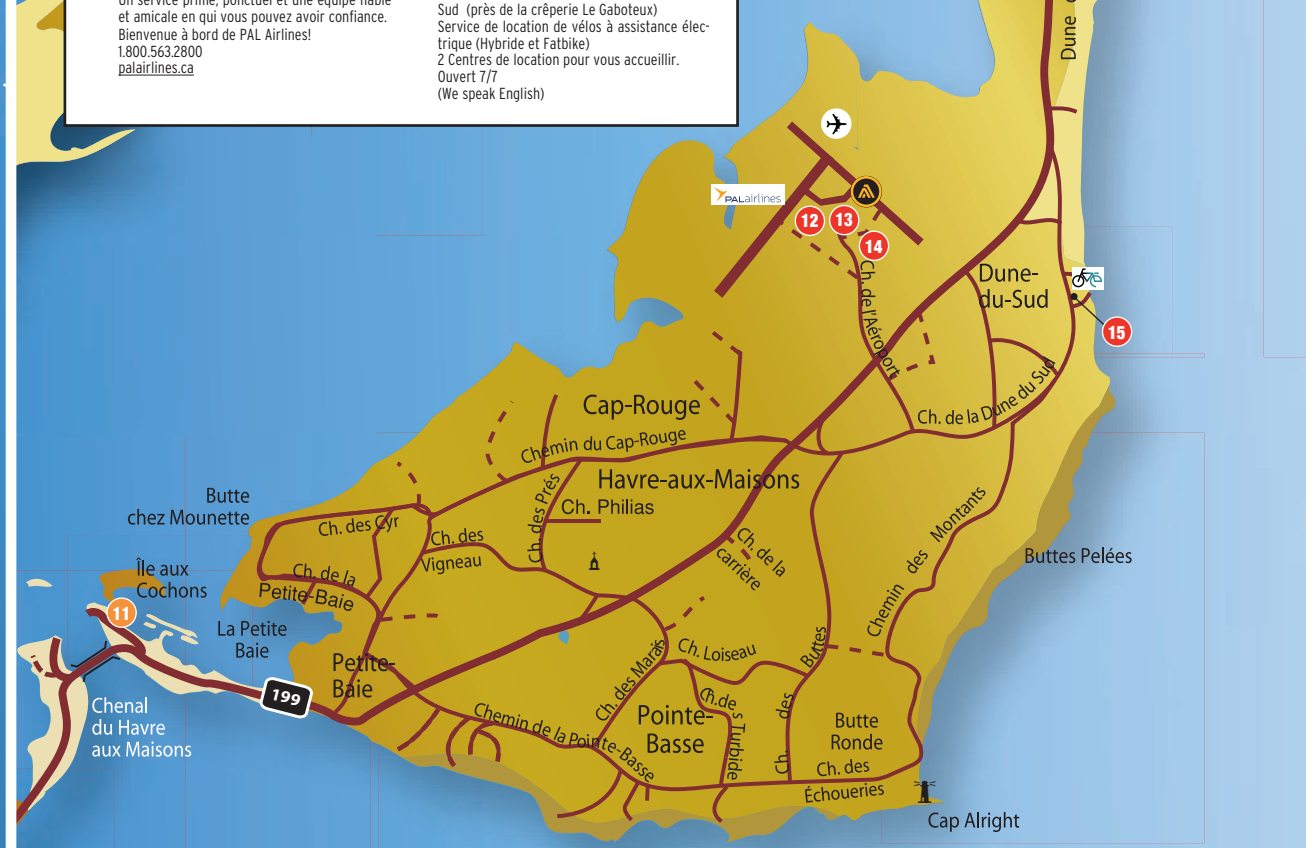 Un service primé, ponctuel et une équipe fiable
et amicale en qui vous pouvez avoir confiance.
Bienvenue à bord de PAL Airlines!
1.800.563.2800
palairlines.ca
Sud (près de la crêperie Le Gaboteux)
Service de location de vélos à assistance élec-
trique (Hybride et Fatbike)
2 Centres de location pour vous accueillir.
Ouvert 7/7
(We speak English)
Dune
PALairlines
12
13
14
Ch. de l'Aéroport
Dune-
du-Sud
15
Ch. de la Dune du Sud
Cap-Rouge
Chemin du Cap-Rouge
Havre-aux-Maisons
Ch. des Prés
Ch. Philias
Butte
chez Mounette
Ch. des Cyr
Ch. des
Vigneau
Ch. de la
carrière
Chemin des Montants
Buttes Pelées
Île aux
Cochons
11
Ch. de la
Petite-Baie
La Petite
Baie
Petite-
Baie
199
Chenal
du Havre
aux Maisons
Ch. des Marais
Ch. Loiseau
Ch. des Buttes
Chemin de la Pointe-Basse
Pointe-
Basse
Ch.de s Turbide
Butte
Ronde
Ch. des
Échoueries
Cap Alright